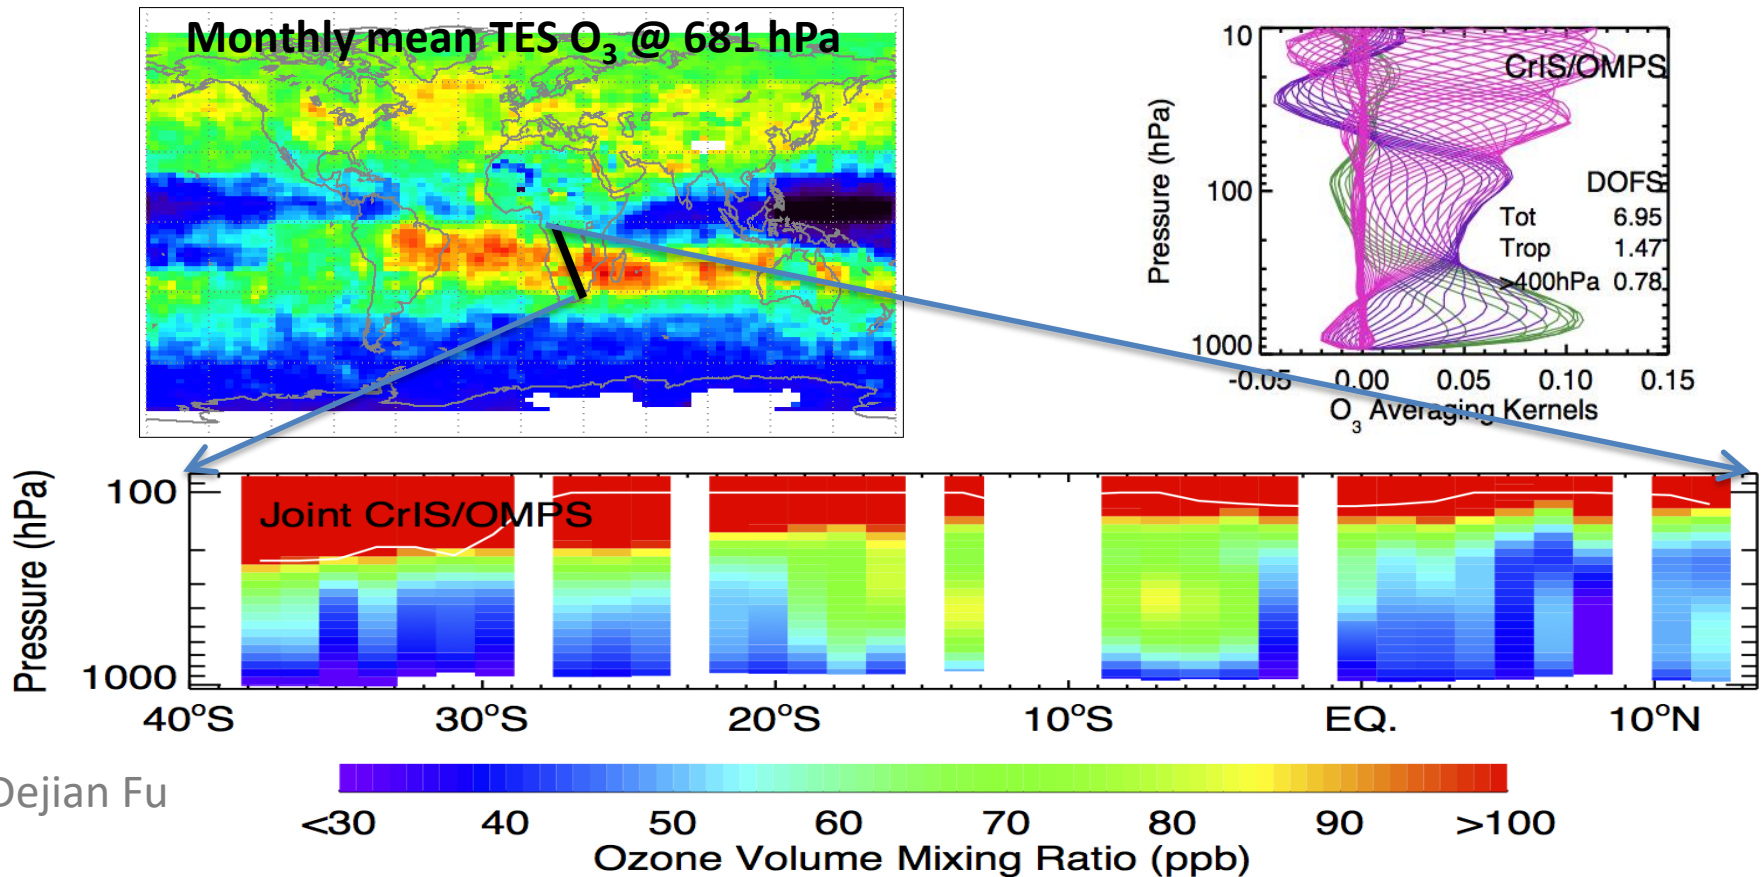 Monthly mean TES O3 @ 681 hPa
10
100
1000
Pressure (hPa)
CrIS/OMPS
DOFS
Tot 6.95
Trop 1.47
>400hPa 0.78
-0.05 0.00 0.05 0.10 0.15
O3 Averaging Kernels
Pressure (hPa)
100
1000
Joint CrIS/OMPS
40°S 30°S 20°S 10°S EQ. 10°N
Dejian Fu
<30 40 50 60 70 80 90 >100
Ozone Volume Mixing Ratio (ppb)